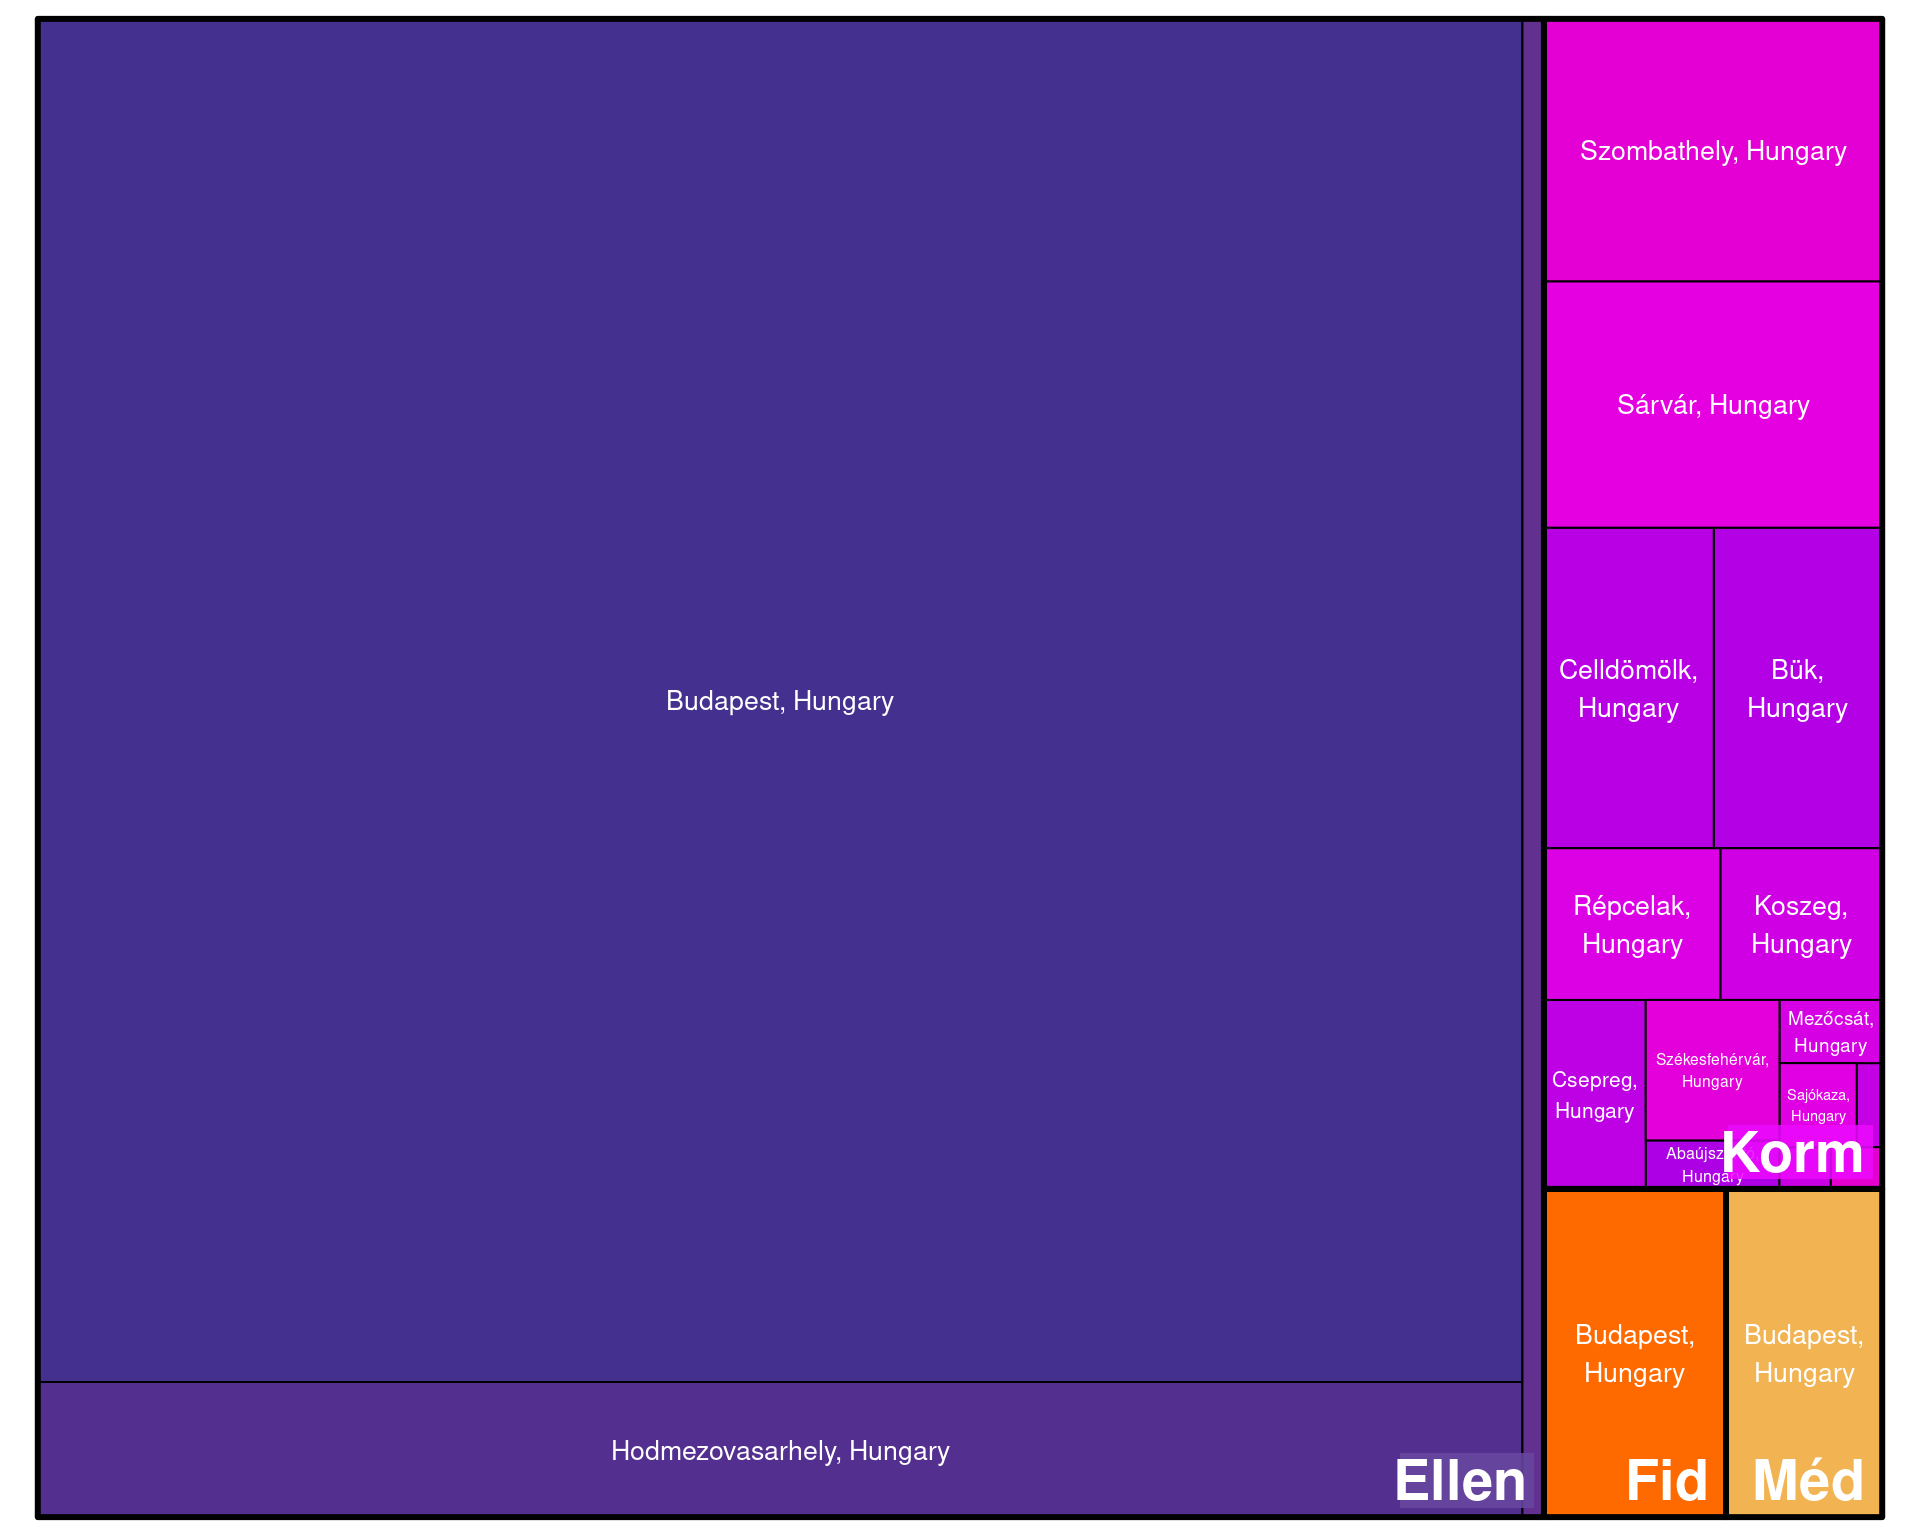 Budapest, Hungary
Hodmezovasarhely, Hungary
Ellen
Szombathely, Hungary
Sárvár, Hungary
Celldömölk,
Hungary
Bük,
Hungary
Répcelak,
Hungary
Koszeg,
Hungary
Csepreg,
Hungary
Székesfehérvár,
Hungary
Mezőcsát,
Hungary
Sajókaza,
Hungary
Hungary
Korm
Budapest,
Hungary
Fid
Budapest,
Hungary
Méd